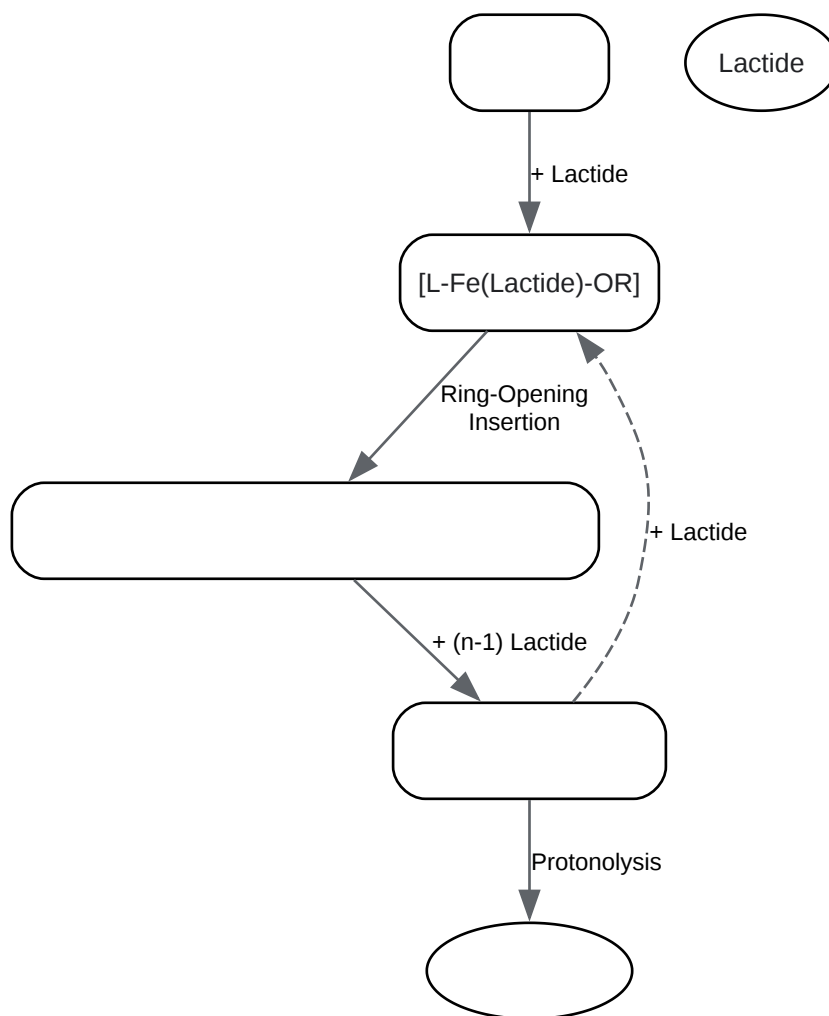 Lactide
+ Lactide
[L-Fe(Lactide)-OR]
Ring-Opening
Insertion
+ Lactide
+ (n-1) Lactide
Protonolysis